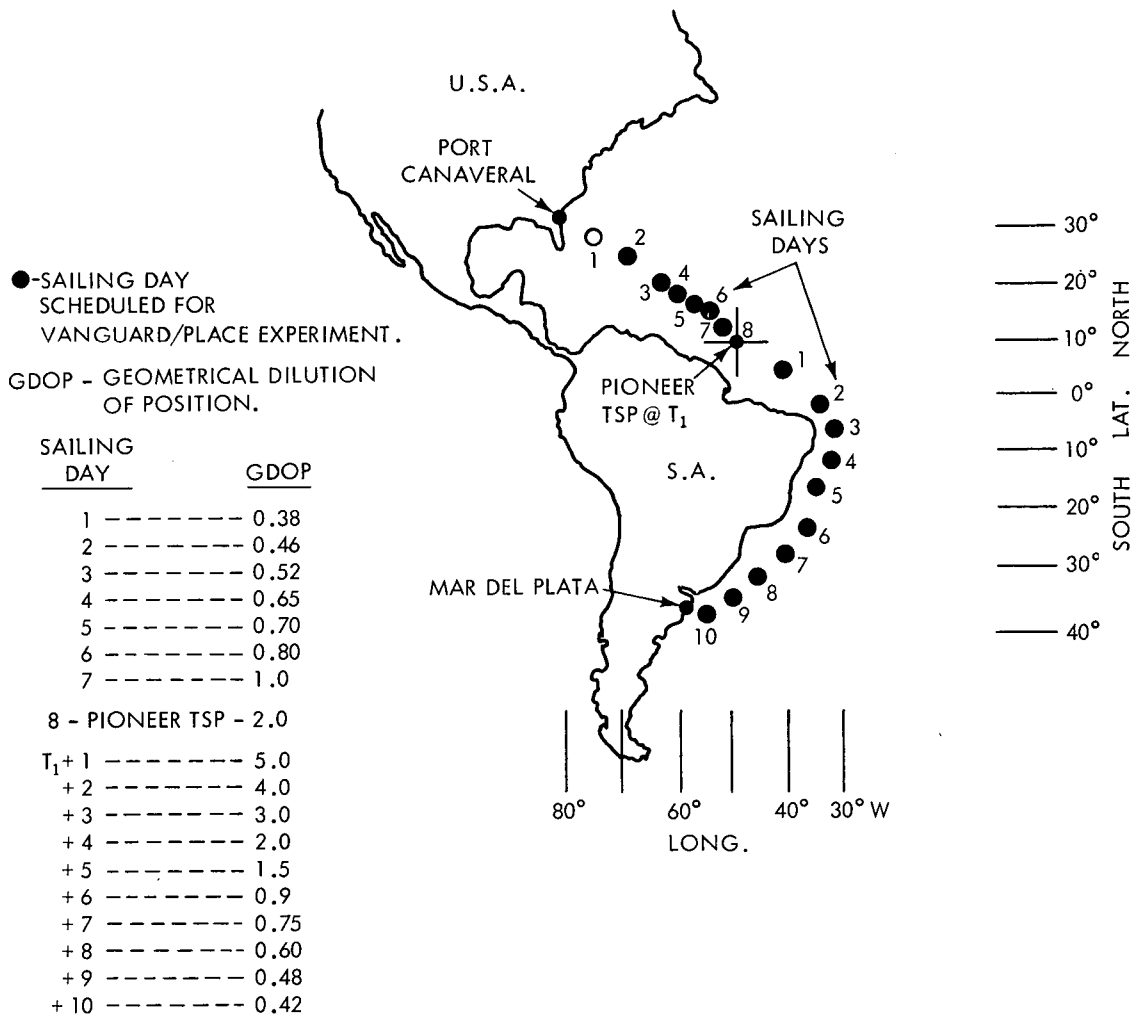 U.S.A.
PORT
CANAVERAL
SAILING
DAYS
1
2
3
4
5
6
7
8
PIONEER
TSP @ T1
S.A.
1
2
3
4
5
6
7
8
9
10
MAR DEL PLATA
30°
20°
10°
0°
10°
20°
30°
40°
NORTH
LAT.
SOUTH
80°
60°
40°
30° W
LONG.
●-SAILING DAY
SCHEDULED FOR
VANGUARD/PLACE EXPERIMENT.
GDOP - GEOMETRICAL DILUTION
OF POSITION.
SAILING
DAY GDOP
1 -------- 0.38
2 -------- 0.46
3 -------- 0.52
4 -------- 0.65
5 -------- 0.70
6 -------- 0.80
7 -------- 1.0
8 - PIONEER TSP - 2.0
T1+ 1 -------- 5.0
+ 2 -------- 4.0
+ 3 -------- 3.0
+ 4 -------- 2.0
+ 5 -------- 1.5
+ 6 -------- 0.9
+ 7 -------- 0.75
+ 8 -------- 0.60
+ 9 -------- 0.48
+ 10 -------- 0.42